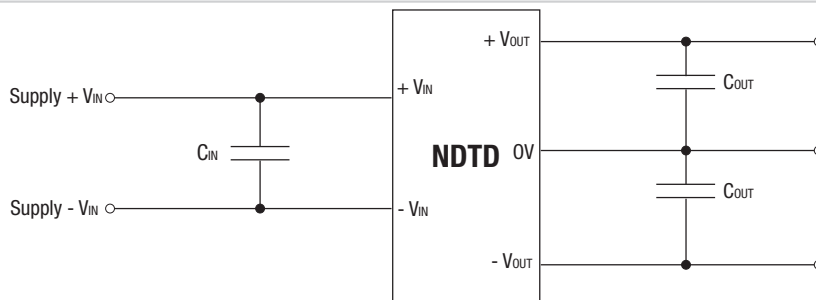 + VOUT
Supply + VIN
+ VIN
COUT
CIN
NDTD
0V
Supply - VIN
- VIN
COUT
- VOUT